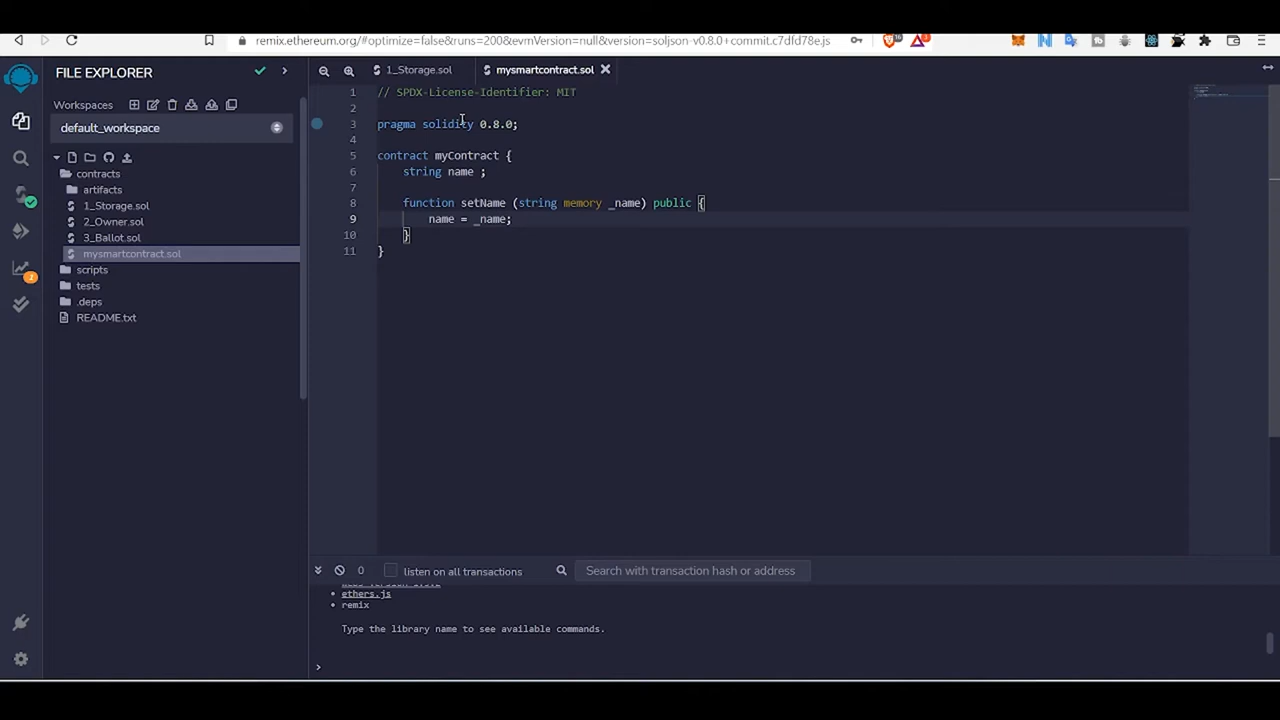 remix.ethereum.org/#optimize=false&runs=200&evmVersion=null&version=soljson-v0.8.0+commit.c7dfd78e.js
FILE EXPLORER
Workspaces
default_workspace
contracts
artifacts
1_Storage.sol
2_Owner.sol
3_Ballot.sol
mysmartcontract.sol
scripts
tests
.deps
README.txt
2
1_Storage.sol
mysmartcontract.sol
1 // SPDX-License-Identifier: MIT
2
3 pragma solidity 0.8.0;
4
5 contract myContract {
6 string name ;
7
8 function setName (string memory _name) public {
9 name = _name;
10 }
11 }
0
listen on all transactions
Search with transaction hash or address
• ethers.js
• remix
Type the library name to see available commands.
>